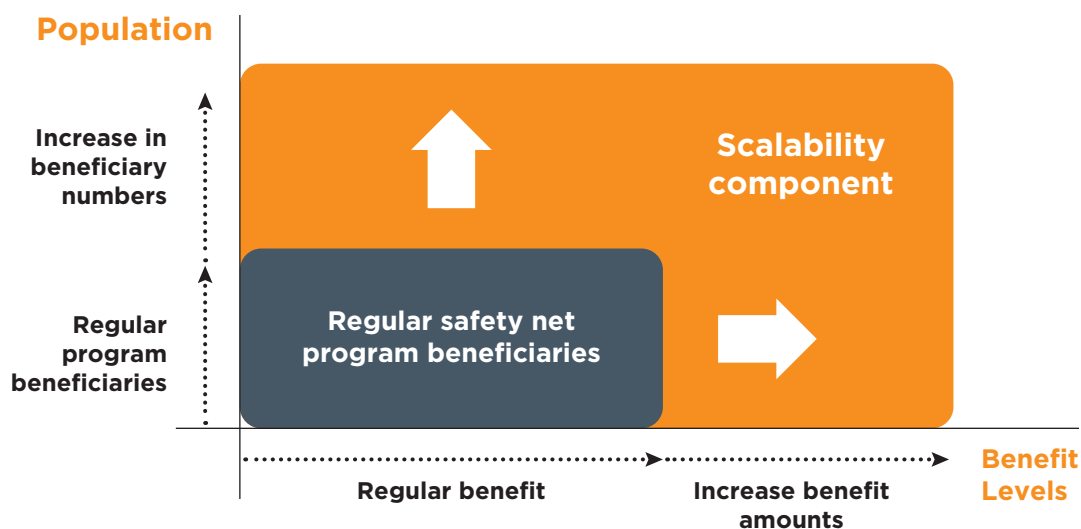 Population
Increase in
beneficiary
numbers
Scalability
component
Regular
program
beneficiaries
Regular safety net
program beneficiaries
Regular benefit
Increase benefit
amounts
Benefit
Levels